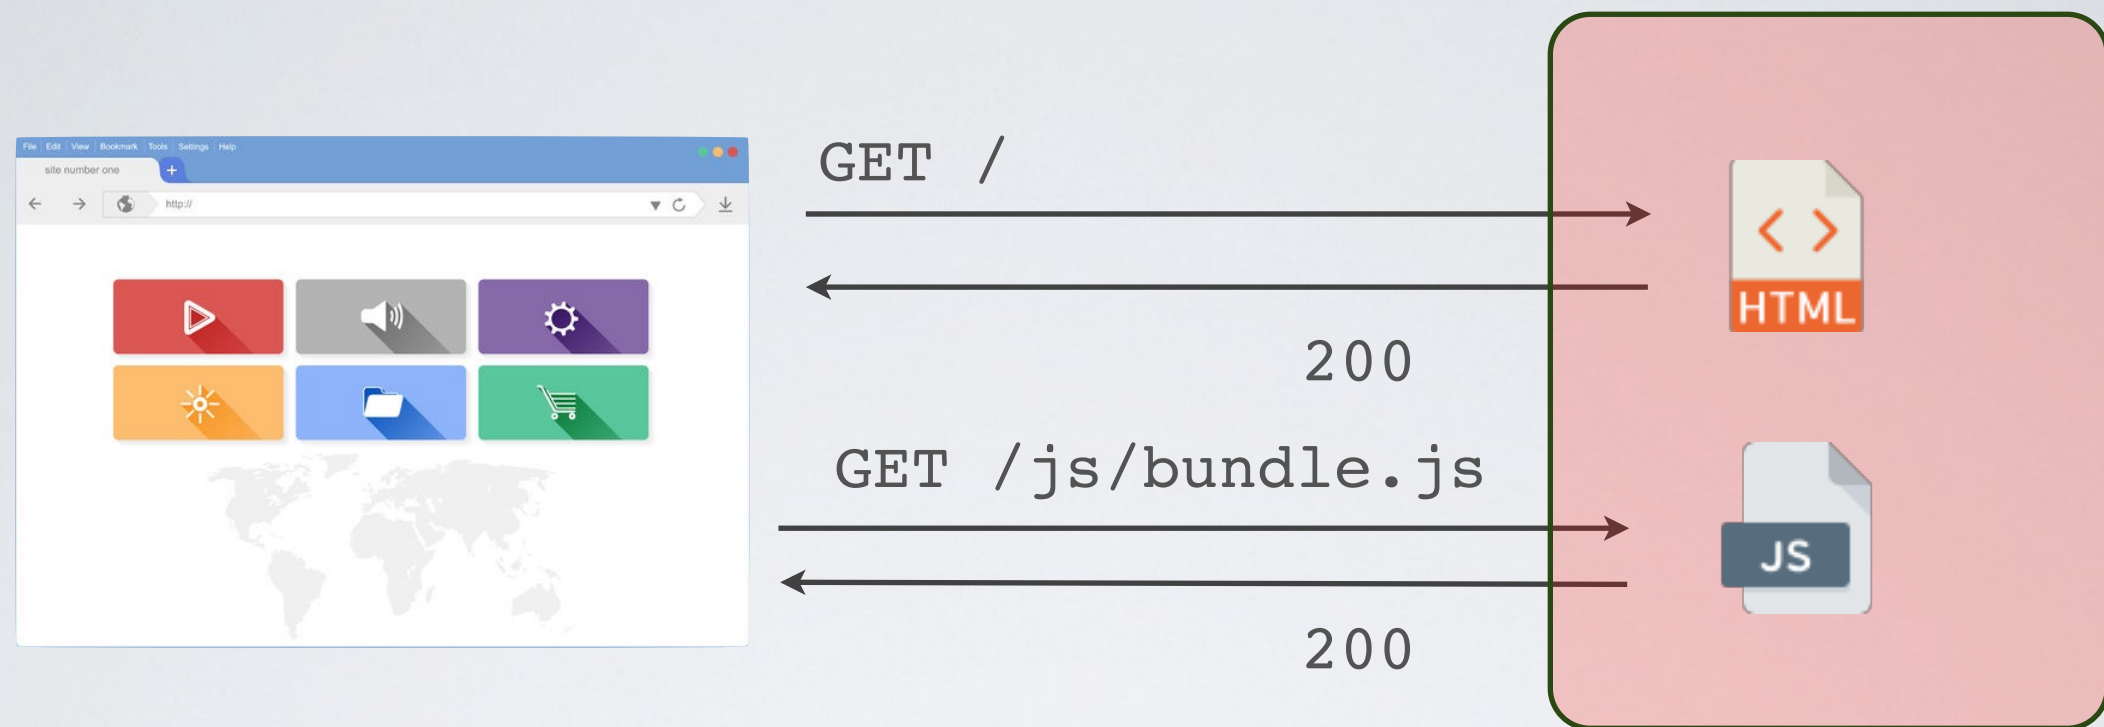 File Edit View Bookmark Tools Settings Help
site number one +
http://
GET /
HTML
200
GET /js/bundle.js
JS
200